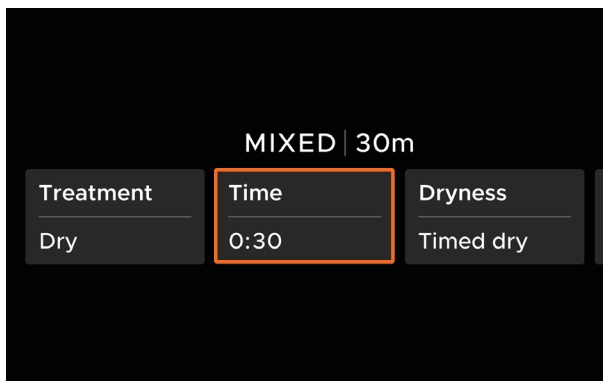 MIXED | 30m
Treatment
Dry
Time
0:30
Dryness
Timed dry